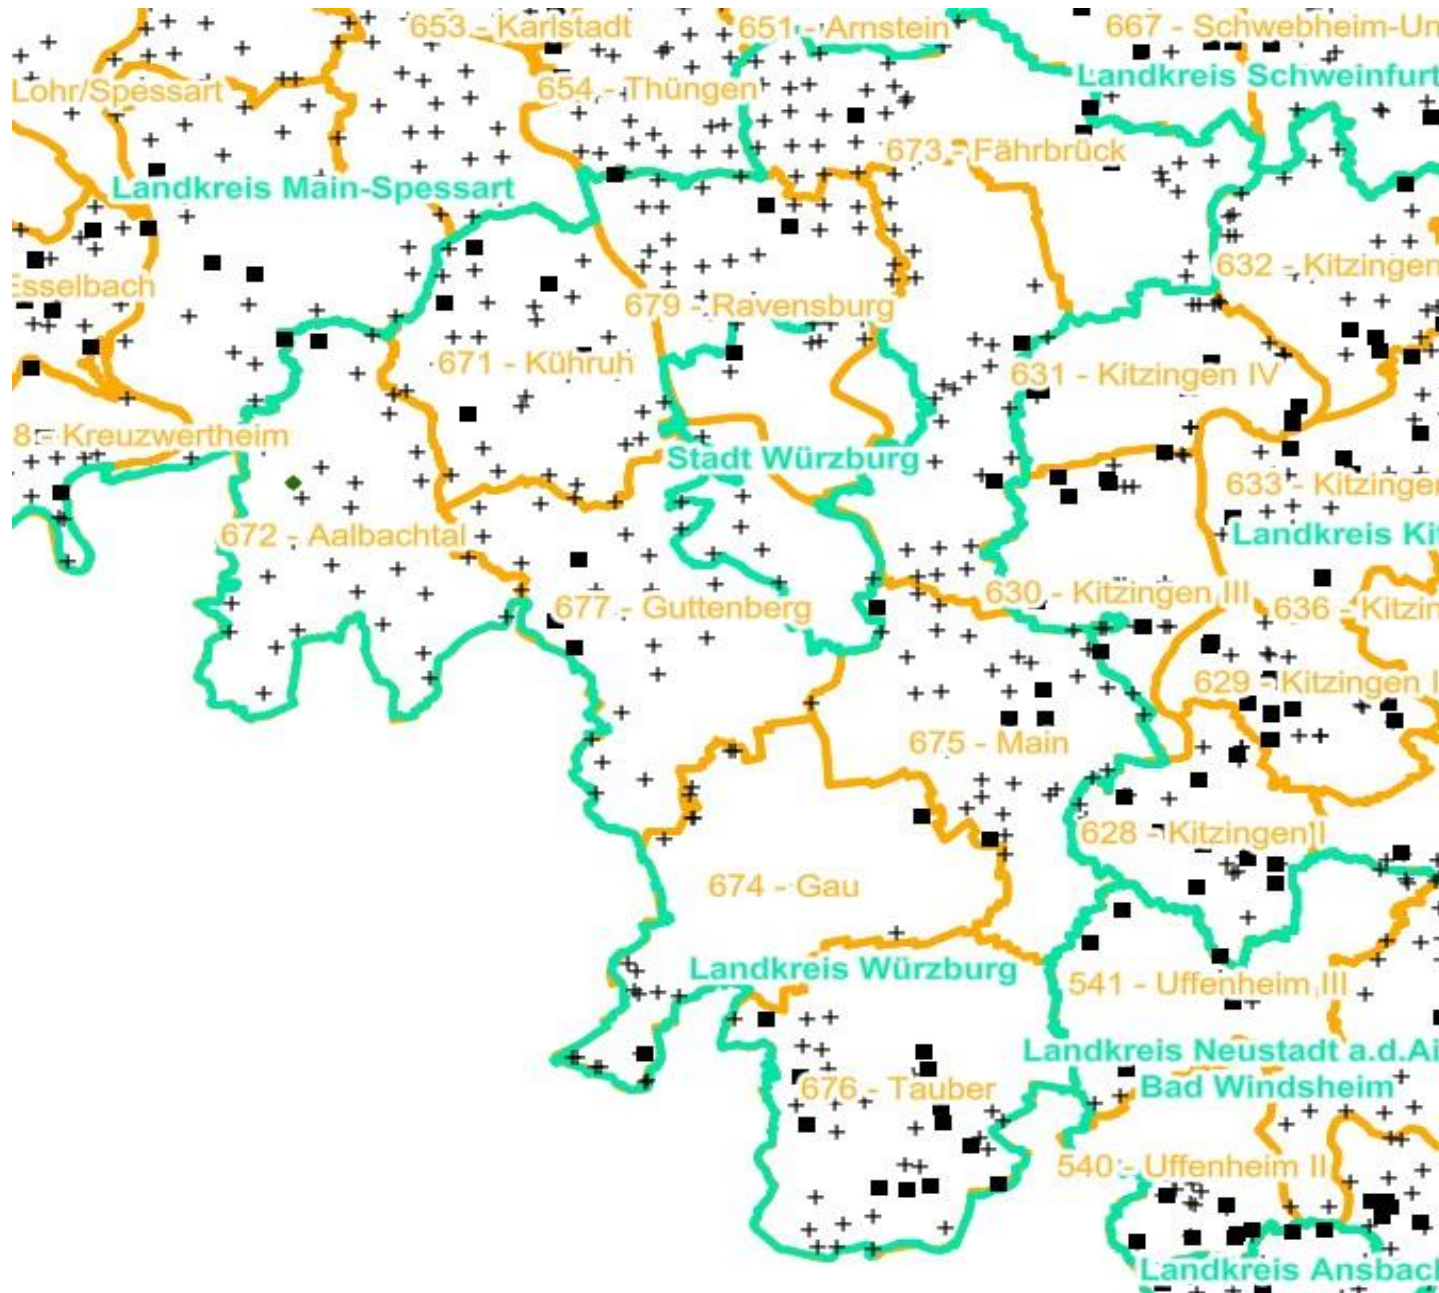 653 - Karlstadt
651 - Arnstein
667 - Schwebheim-Un
Landkreis Schweinfurt
Lohr/Spessart
654 - Thüngen
673 - Fährbrück
Landkreis Main-Spessart
632 - Kitzingen
Esselbach
679 - Ravensburg
671 - Kühruh
631 - Kitzingen IV
8 - Kreuzwertheim
Stadt Würzburg
633 - Kitzingen
672 - Aalbachtal
Landkreis Kit
630 - Kitzingen III
677 - Guttenberg
636 - Kitzin
629 - Kitzingen I
675 - Main
628 - Kitzingen II
674 - Gau
Landkreis Würzburg
541 - Uffenheim III
Landkreis Neustadt a.d.Ai
Bad Windsheim
676 - Tauber
540 - Uffenheim II
Landkreis Ansbach